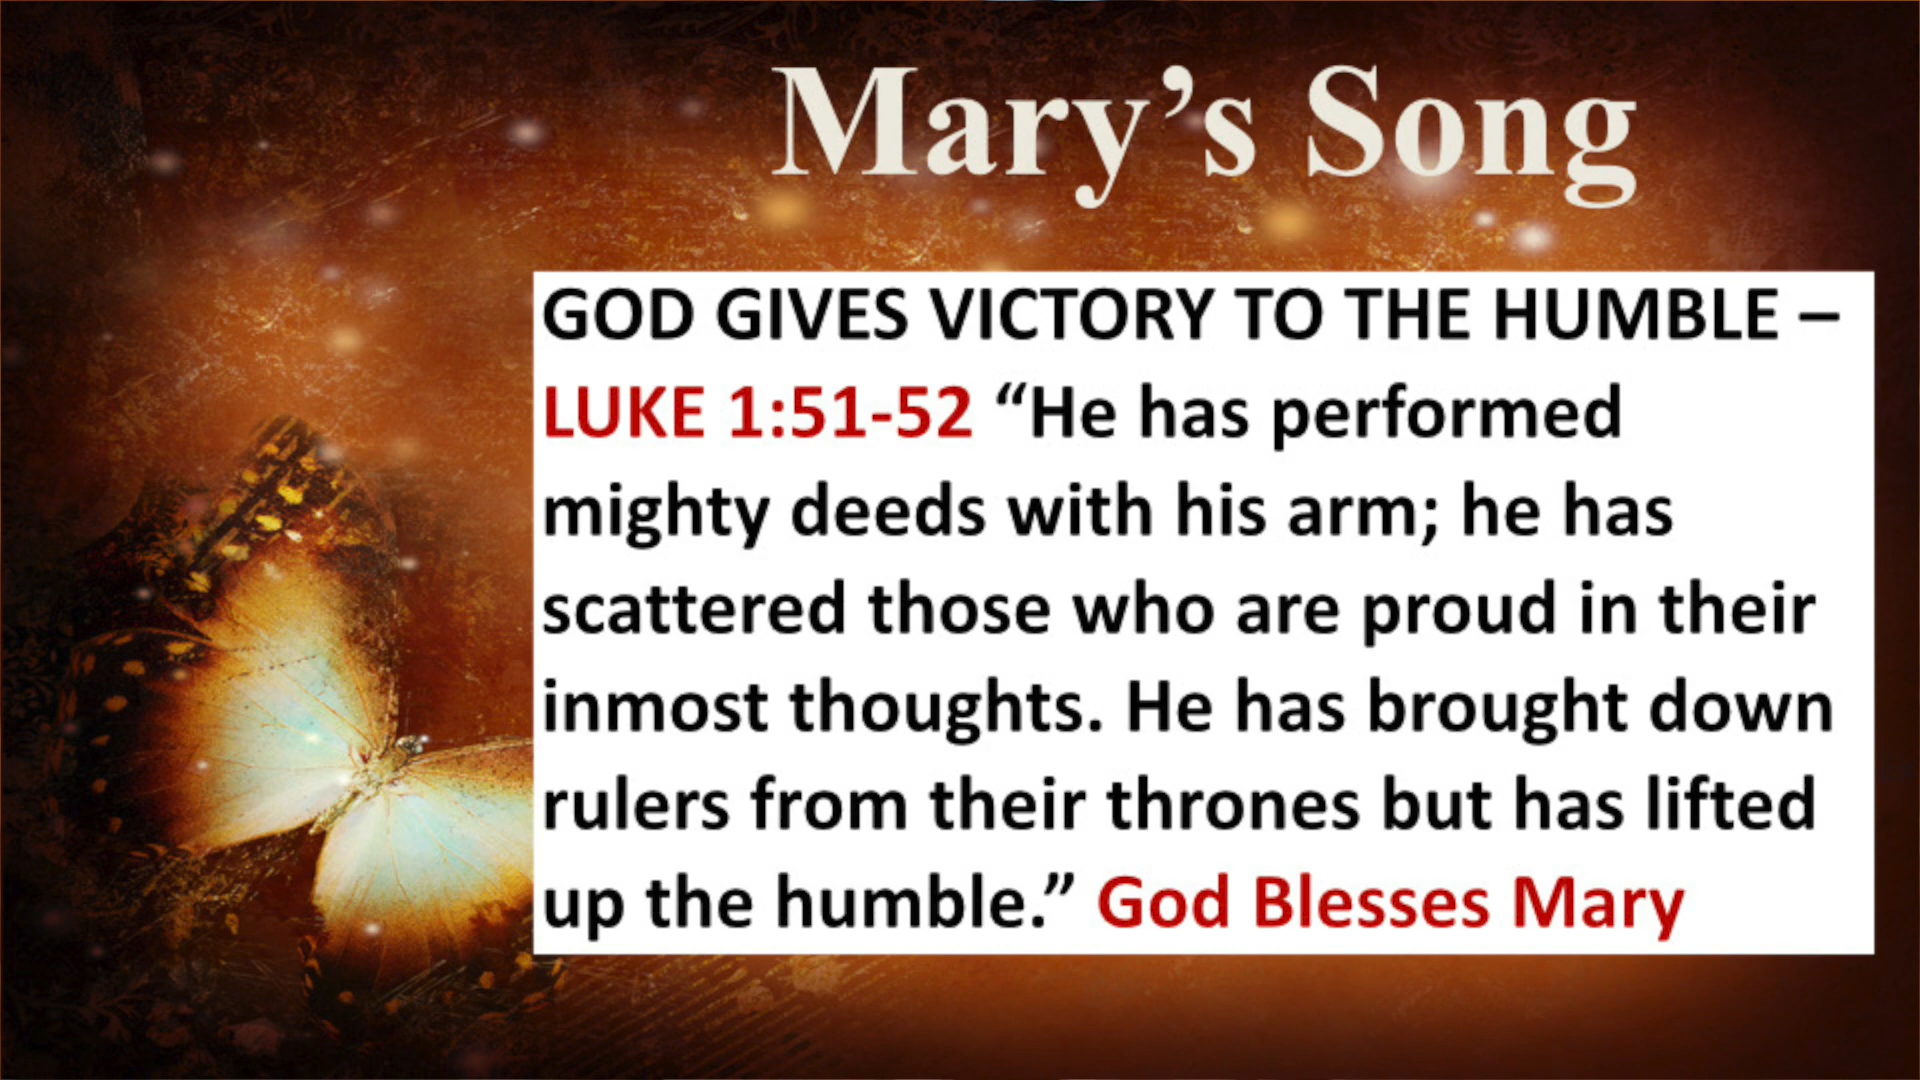 Mary’s Song
GOD GIVES VICTORY TO THE HUMBLE –
LUKE 1:51-52 “He has performed
mighty deeds with his arm; he has
scattered those who are proud in their
inmost thoughts. He has brought down
rulers from their thrones but has lifted
up the humble.” God Blesses Mary